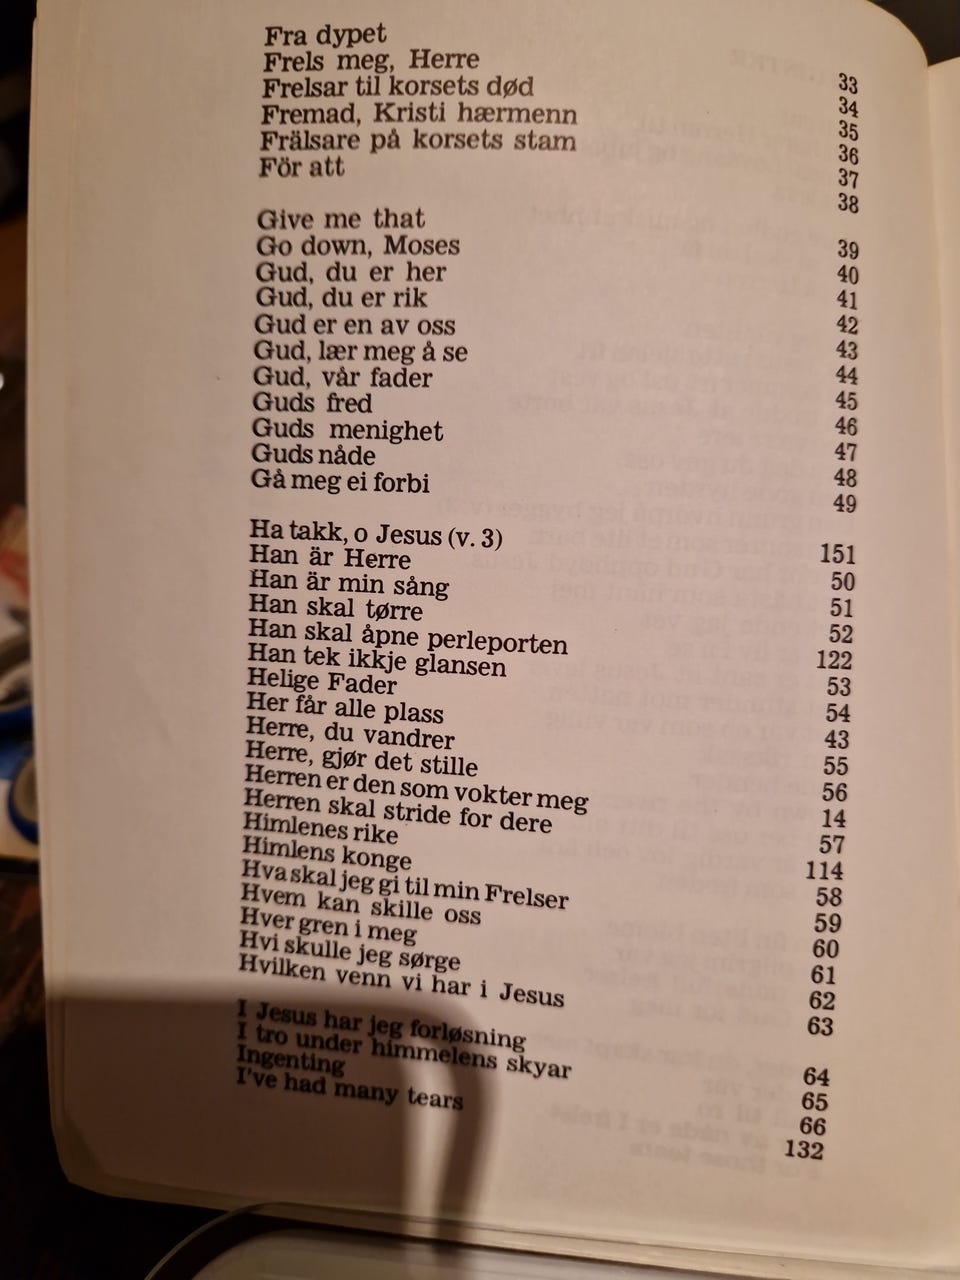 Fra dypet 33
Frels meg, Herre 34
Frelsar til korsets død 35
Fremad, Kristi hærmenn 36
Frälsare på korsets stam 37
För att 38
Give me that 39
Go down, Moses 40
Gud, du er her 41
Gud, du er rik 42
Gud er en av oss 43
Gud, lær meg å se 44
Gud, vår fader 45
Guds fred 46
Guds menighet 47
Guds nåde 48
Gå meg ei forbi 49
Ha takk, o Jesus (v. 3) 151
Han är Herre 50
Han är min sång 51
Han skal tørre 52
Han skal åpne perleporten 122
Han tek ikkje glansen 53
Helige Fader 54
Her får alle plass 43
Herre, du vandrer 55
Herre, gjør det stille 56
Herren er den som vokter meg 14
Herren skal stride for dere 57
Himlenes rike 114
Himlens konge 58
Hva skal jeg gi til min Frelser 59
Hvem kan skille oss 60
Hver gren i meg 61
Hvi skulle jeg sørge 62
Hvilken venn vi har i Jesus 63
I Jesus har jeg forløsning 64
I tro under himmelens skyar 65
Ingenting 66
I've had many tears 132